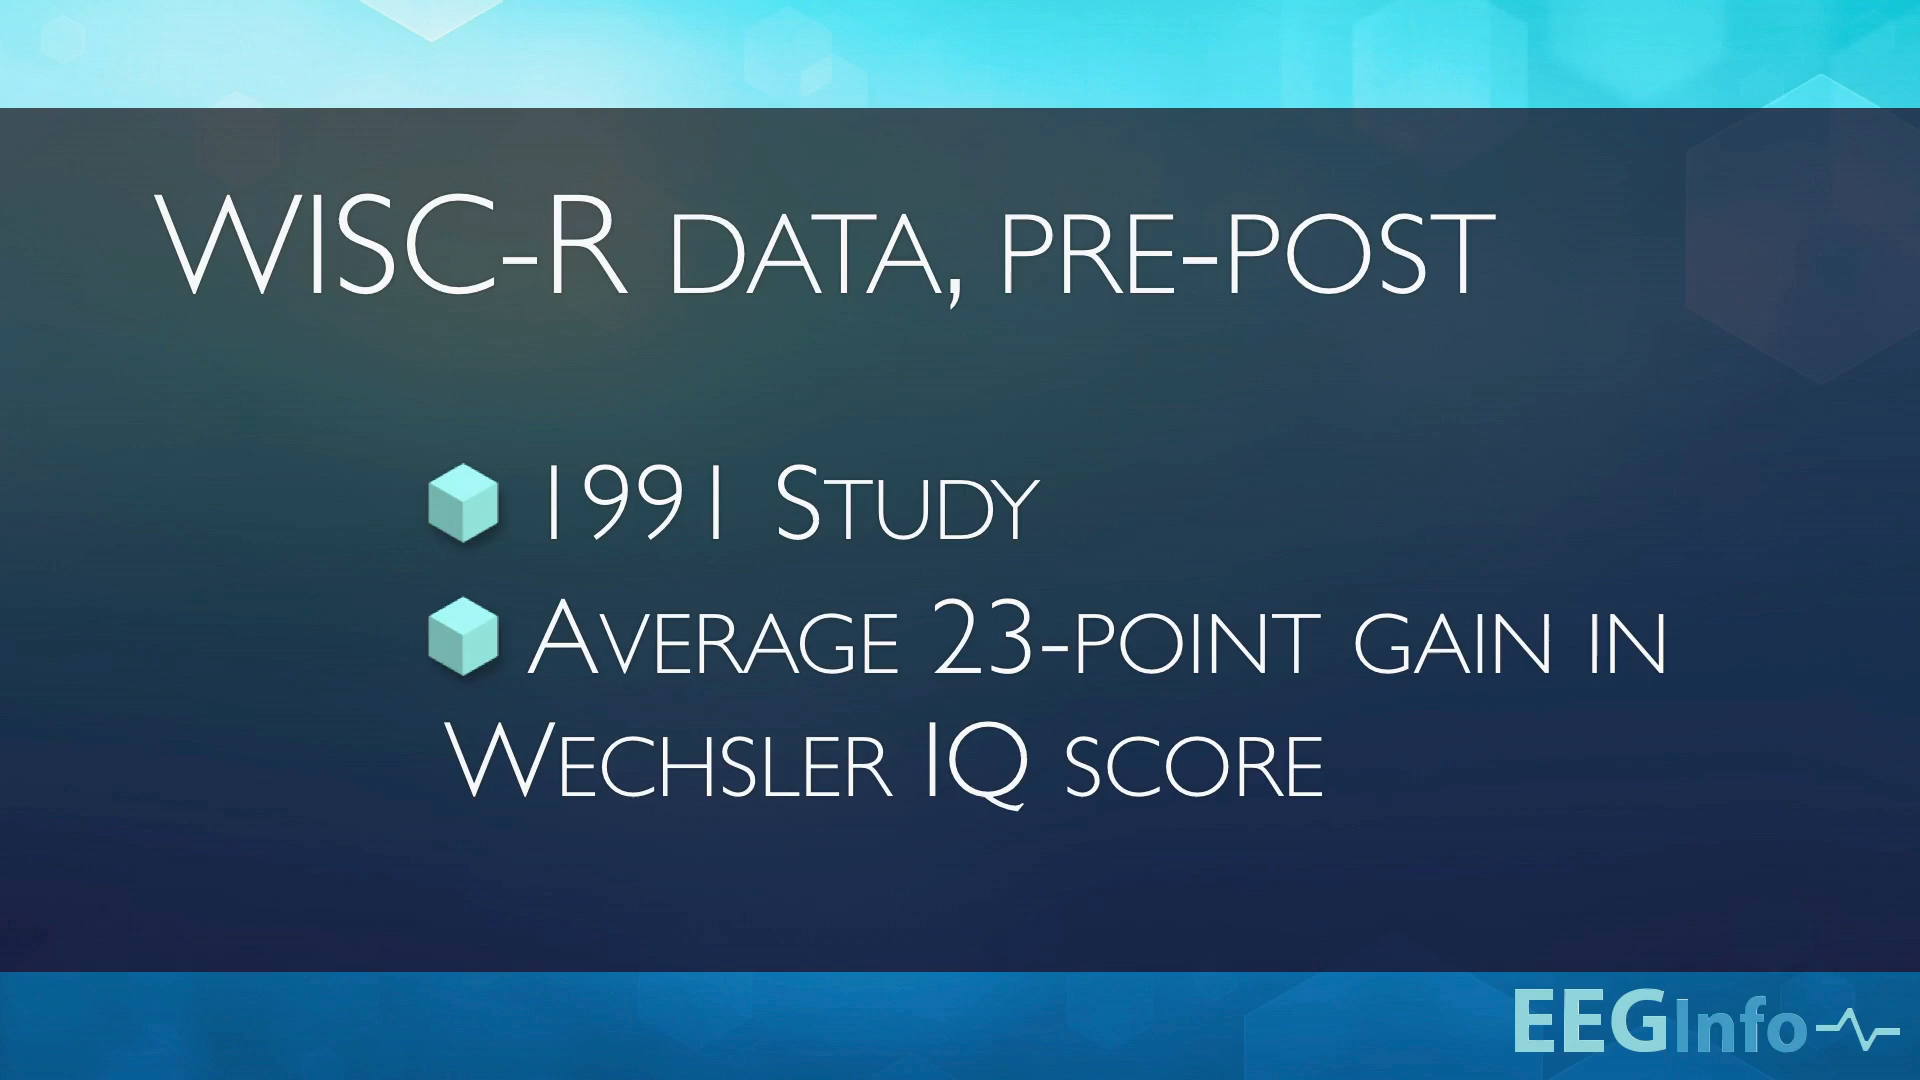 WISC-R DATA, PRE-POST
1991 STUDY
AVERAGE 23-POINT GAIN IN
WECHSLER IQ SCORE
EEGInfo